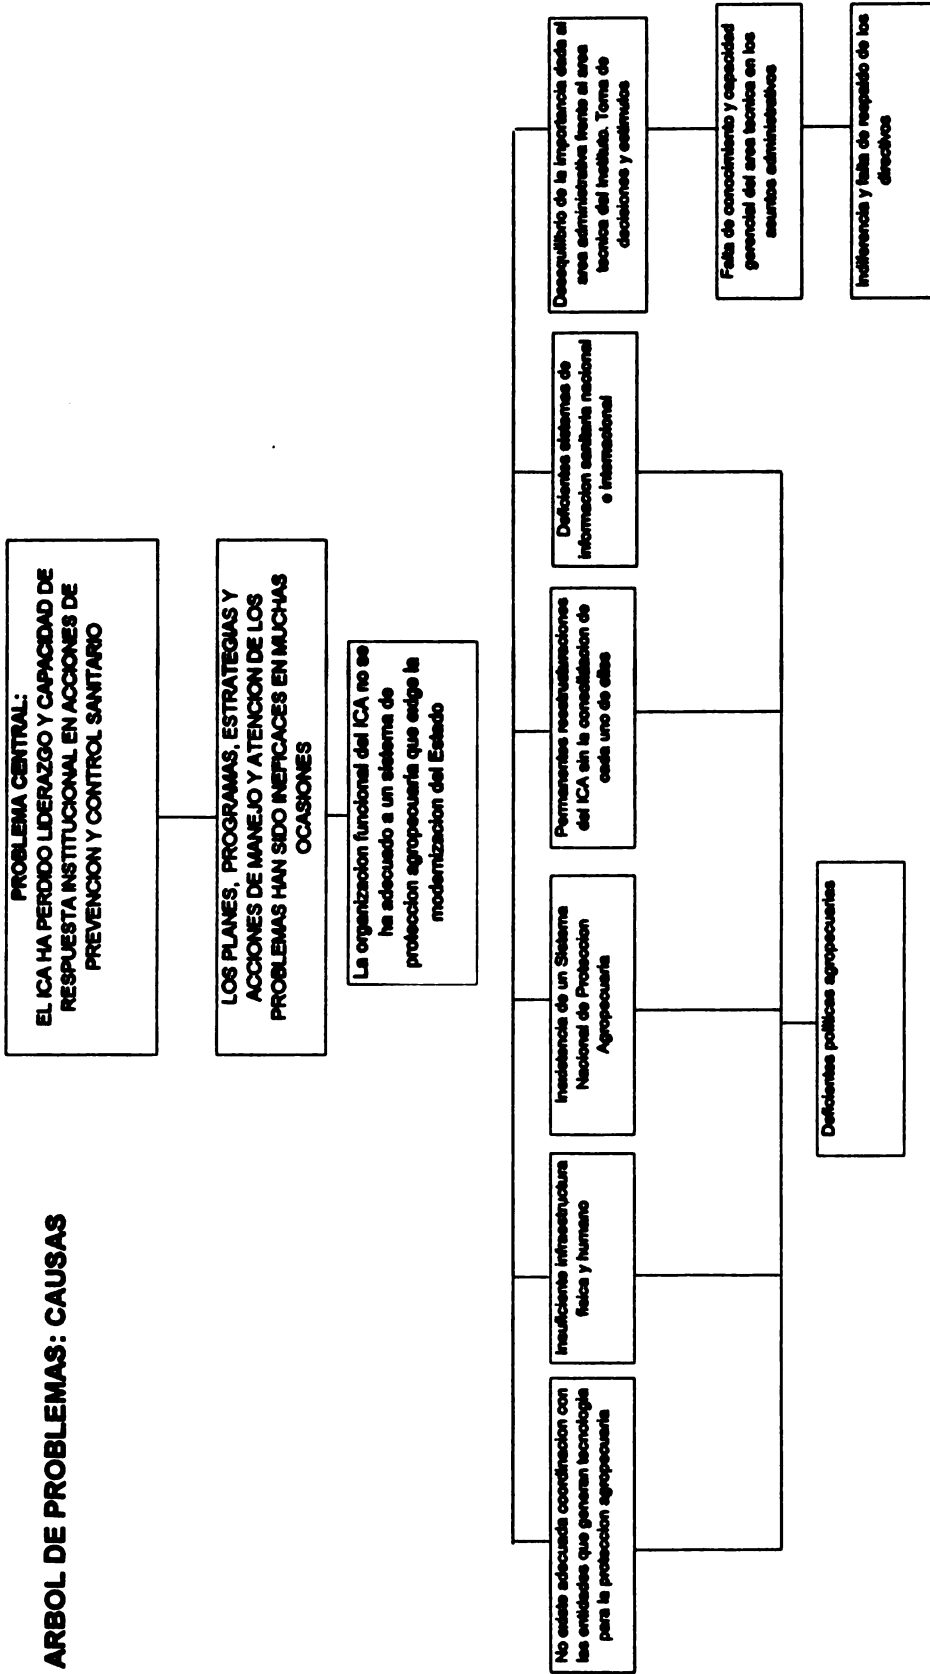 ARBOL DE PROBLEMAS: CAUSAS
PROBLEMA CENTRAL:
EL ICA HA PERDIDO LIDERAZGO Y CAPACIDAD DE
RESPUESTA INSTITUCIONAL EN ACCIONES DE
PREVENCION Y CONTROL SANITARIO
LOS PLANES, PROGRAMAS, ESTRATEGIAS Y
ACCIONES DE MANEJO Y ATENCION DE LOS
PROBLEMAS HAN SIDO INEFICACES EN MUCHAS
OCASIONES
La organizacion funcional del ICA no se
ha adecuado a un sistema de
proteccion agropecuaria que exige la
modernizacion del Estado
No existe adecuada coordinacion con
las entidades que generan tecnologia
para la proteccion agropecuaria
Insuficiente infraestructura
fisica y humano
Inexistencia de un Sistema
Nacional de Proteccion
Agropecuaria
Permanentes reestructuraciones
del ICA sin la consolidacion de
cada uno de ellas
Deficientes sistemas de
informacion sanitaria nacional
e internacional
Desequilibrio de la importancia dada al
area administrativa frente al area
tecnica del Instituto. Toma de
decisiones y estimulos
Falta de conocimiento y capacidad
gerencial del area tecnica en los
asuntos administrativos
Indiferencia y falta de respaldo de los
directivos
Deficientes politicas agropecuarias